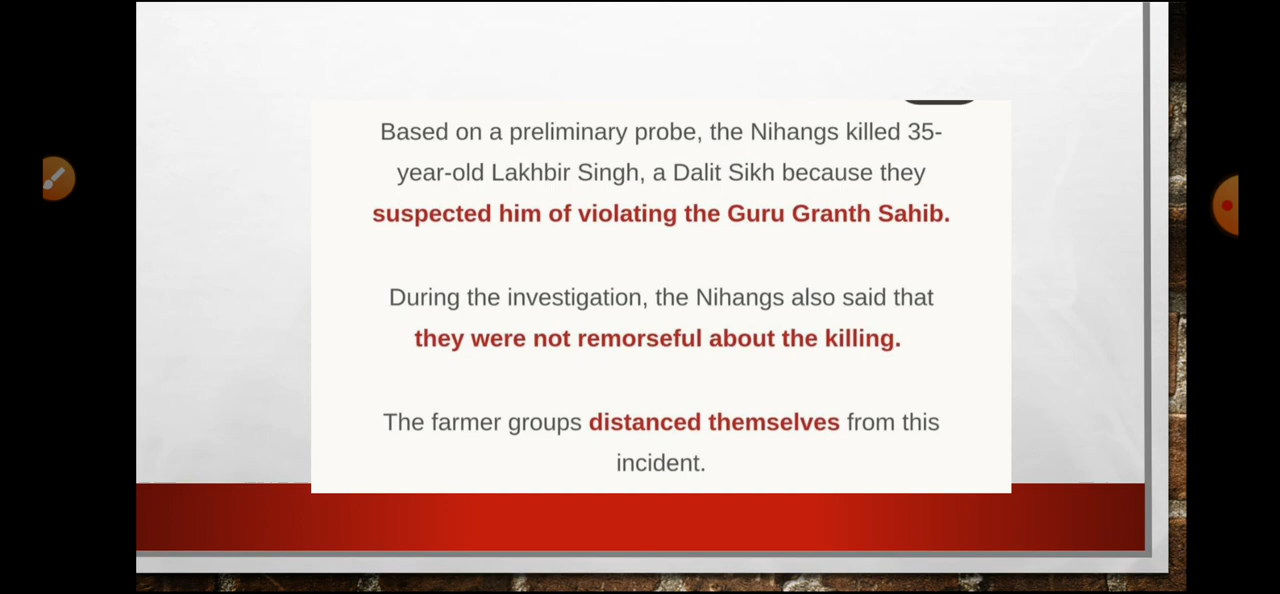 Based on a preliminary probe, the Nihangs killed 35-
year-old Lakhbir Singh, a Dalit Sikh because they
suspected him of violating the Guru Granth Sahib.
During the investigation, the Nihangs also said that
they were not remorseful about the killing.
The farmer groups distanced themselves from this
incident.